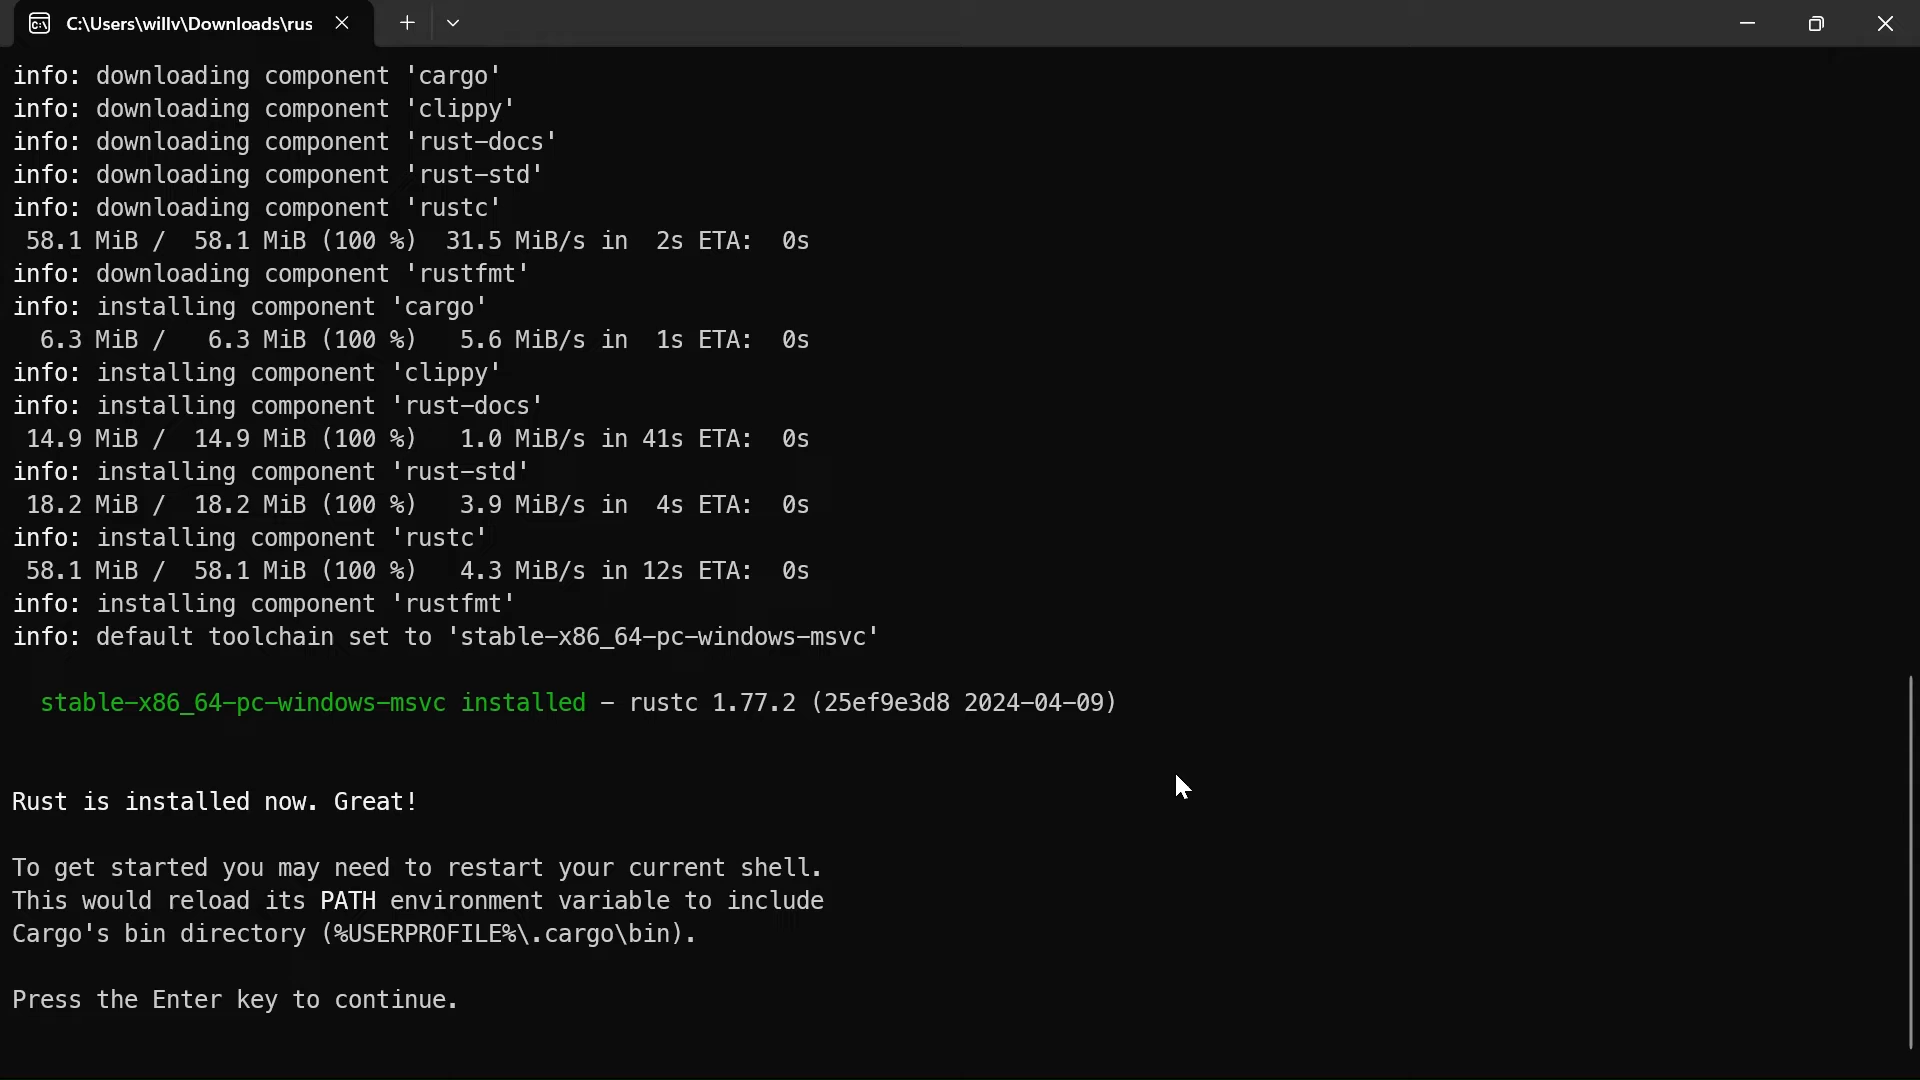 C:\Users\willv\Downloads\rus
info: downloading component 'cargo'
info: downloading component 'clippy'
info: downloading component 'rust-docs'
info: downloading component 'rust-std'
info: downloading component 'rustc'
 58.1 MiB /  58.1 MiB (100 %)  31.5 MiB/s in  2s ETA:  0s
info: downloading component 'rustfmt'
info: installing component 'cargo'
  6.3 MiB /   6.3 MiB (100 %)   5.6 MiB/s in  1s ETA:  0s
info: installing component 'clippy'
info: installing component 'rust-docs'
 14.9 MiB /  14.9 MiB (100 %)   1.0 MiB/s in 41s ETA:  0s
info: installing component 'rust-std'
 18.2 MiB /  18.2 MiB (100 %)   3.9 MiB/s in  4s ETA:  0s
info: installing component 'rustc'
 58.1 MiB /  58.1 MiB (100 %)   4.3 MiB/s in 12s ETA:  0s
info: installing component 'rustfmt'
info: default toolchain set to 'stable-x86_64-pc-windows-msvc'
  stable-x86_64-pc-windows-msvc installed - rustc 1.77.2 (25ef9e3d8 2024-04-09)
Rust is installed now. Great!
To get started you may need to restart your current shell.
This would reload its PATH environment variable to include
Cargo's bin directory (%USERPROFILE%\.cargo\bin).
Press the Enter key to continue.